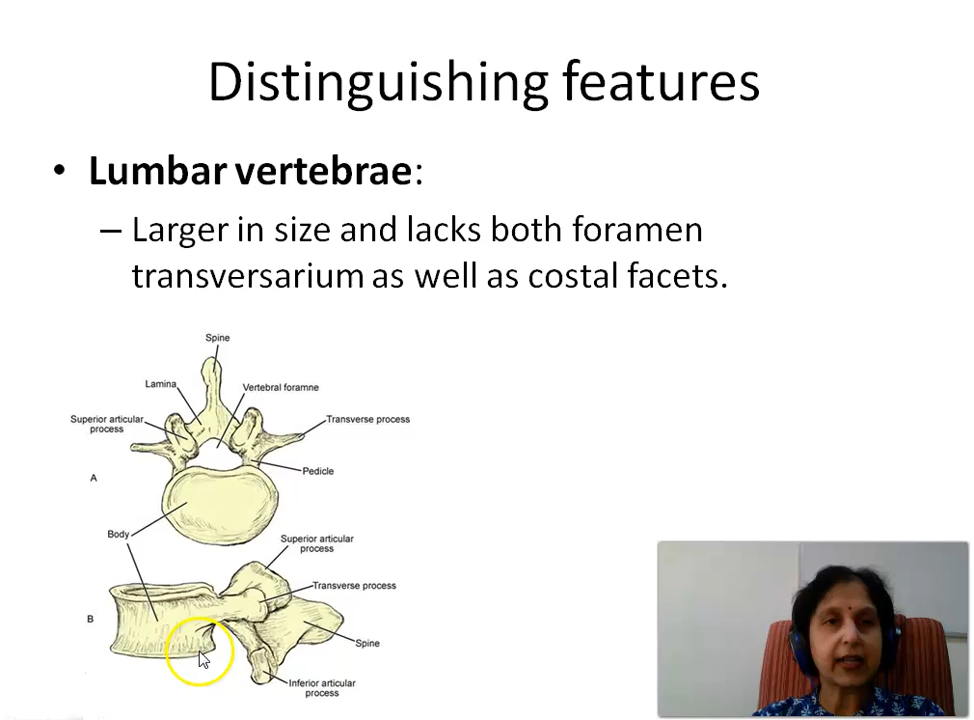 Distinguishing features
• Lumbar vertebrae:
– Larger in size and lacks both foramen
transversarium as well as costal facets.
Spine
Lamina
Vertebral foramne
Superior articular
process
Transverse process
Pedicle
A
Body
Superior articular
process
Transverse process
B
Spine
Inferior articular
process